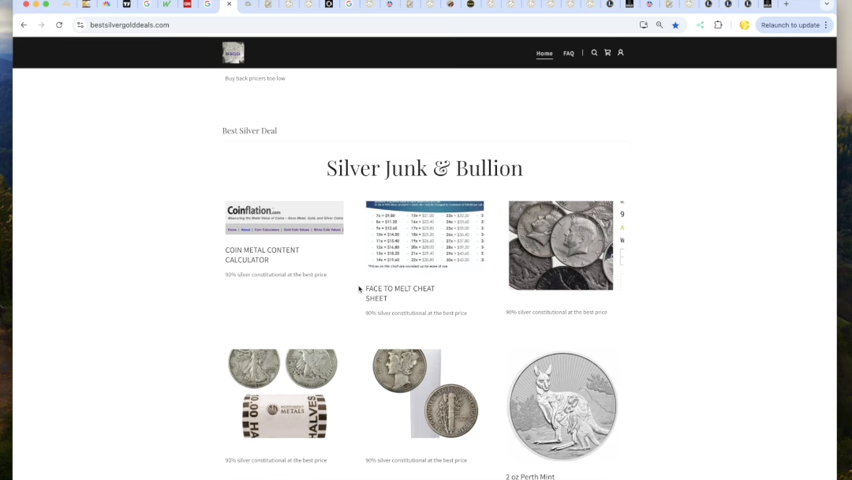 bestsilvergolddeals.com
Relaunch to update
Home
FAQ
Buy back pricers too low
Best Silver Deal
Silver Junk & Bullion
Coinflation.com
COIN METAL CONTENT
CALCULATOR
90% silver constitutional at the best price
FACE TO MELT CHEAT
SHEET
90% silver constitutional at the best price
90% silver constitutional at the best price
HALVES
METALS
90% silver constitutional at the best price
90% silver constitutional at the best price
2 oz Perth Mint